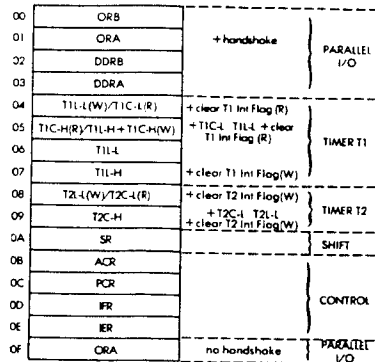 00 ORB
01 ORA + handshake PARALLEL
I/O
02 DDRB
03 DDRA
04 T1L-L(W)/T1C-L(R) + clear T1 Int Flag (R)
05 T1C-H(R)/T1L-H + T1C-H(W) + T1C-L T1L-L + clear
T1 Int Flag (R)
TIMER T1
06 T1L-L
07 T1L-H + clear T1 Int Flag(W)
08 T2L-L(W)/T2C-L(R) + clear T2 Int Flag(W)
TIMER T2
09 T2C-H + T2C-L T2L-L
+ clear T2 Int Flag(W)
0A SR SHIFT
0B ACR
0C PCR
CONTROL
0D IFR
0E IER
0F ORA no handshake PARALLEL
I/O